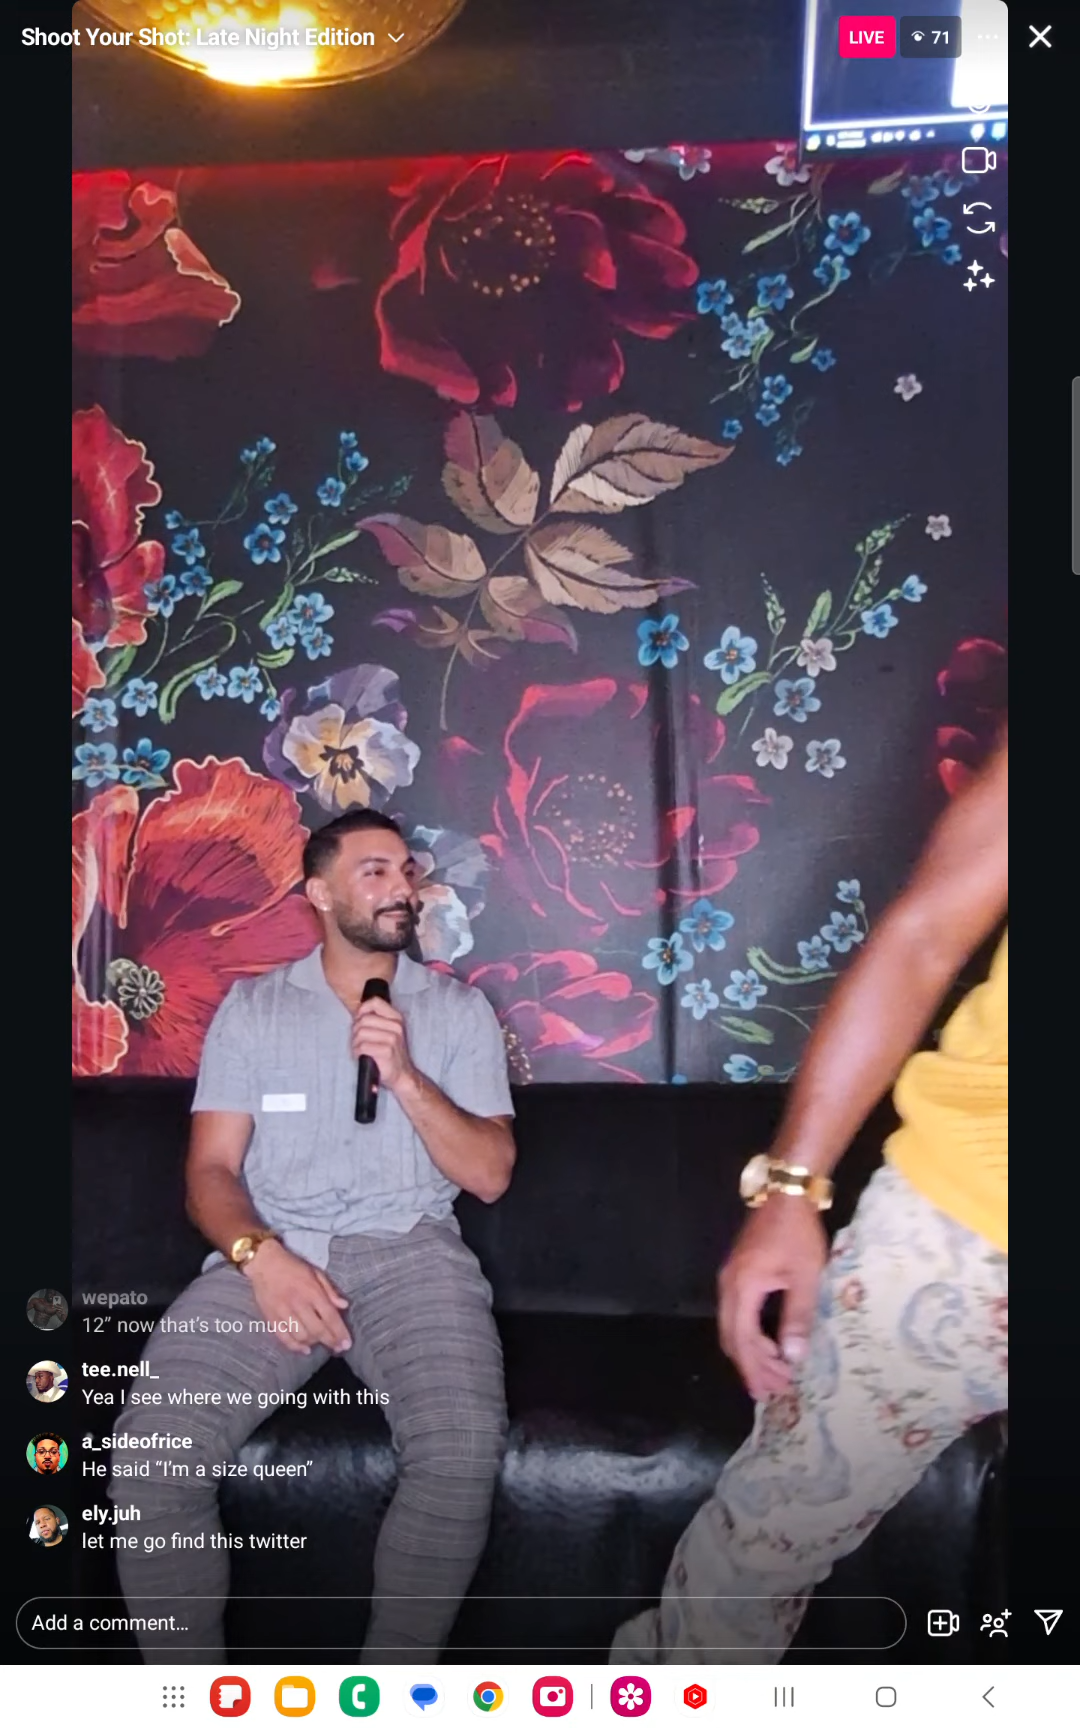 Shoot Your Shot: Late Night Edition
LIVE
71
wepato
12” now that’s too much
tee.nell_
Yea I see where we going with this
a_sideofrice
He said “I’m a size queen”
ely.juh
let me go find this twitter
Add a comment…